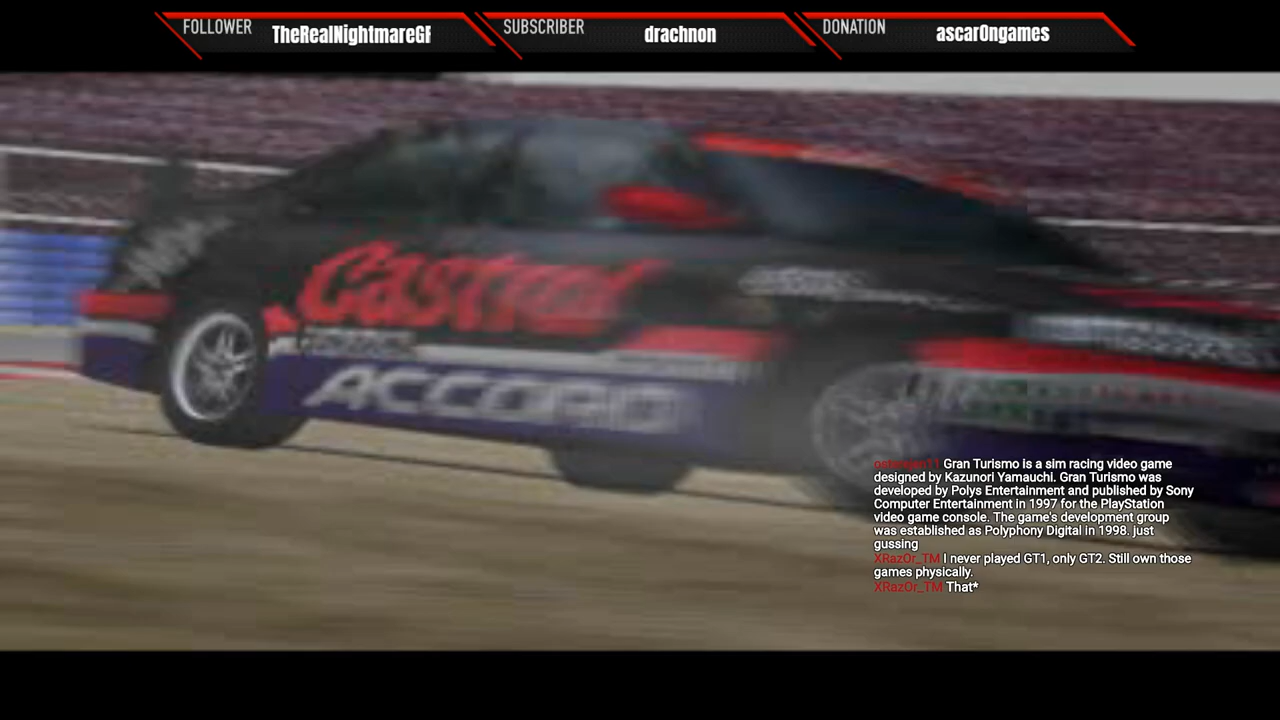 FOLLOWER TheRealNightmareGF
SUBSCRIBER drachnon
DONATION ascar0ngames
Castrol
ACCORD
Gran Turismo is a sim racing video game
designed by Kazunori Yamauchi. Gran Turismo was
developed by Polys Entertainment and published by Sony
Computer Entertainment in 1997 for the PlayStation
video game console. The game's development group
was established as Polyphony Digital in 1998. just
gussing
XRaz0r_TM I never played GT1, only GT2. Still own those
games physically.
XRaz0r_TM That*